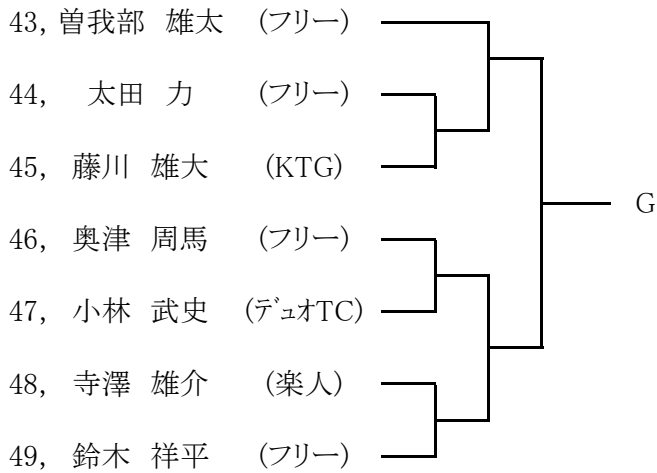 43, 曽我部 雄太 (フリー)
44, 太田 力 (フリー)
45, 藤川 雄大 (KTG)
G
46, 奥津 周馬 (フリー)
47, 小林 武史 (デュオTC)
48, 寺澤 雄介 (楽人)
49, 鈴木 祥平 (フリー)